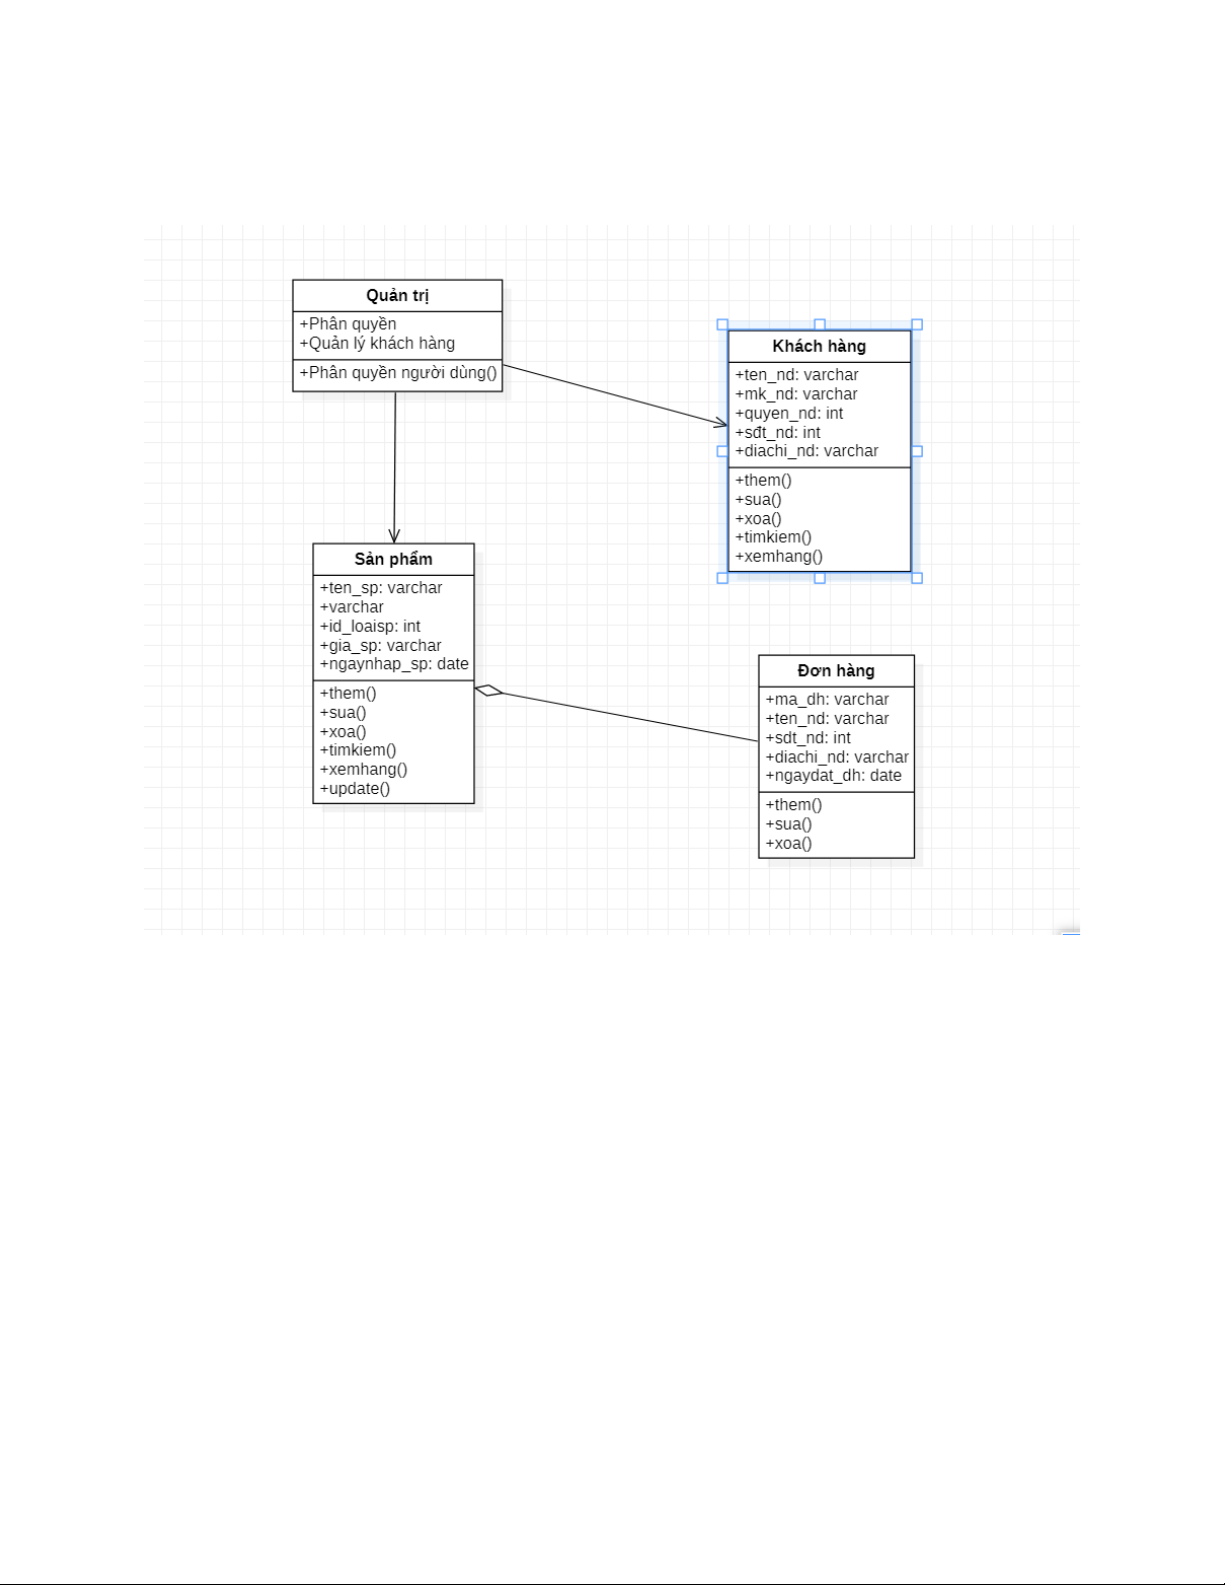 Quản trị
+Phân quyền
+Quản lý khách hàng
+Phân quyền người dùng()
Khách hàng
+ten_nd: varchar
+mk_nd: varchar
+quyen_nd: int
+sđt_nd: int
+diachi_nd: varchar
+them()
+sua()
+xoa()
+timkiem()
+xemhang()
Sản phẩm
+ten_sp: varchar
+varchar
+id_loaisp: int
+gia_sp: varchar
+ngaynhap_sp: date
+them()
+sua()
+xoa()
+timkiem()
+xemhang()
+update()
Đơn hàng
+ma_dh: varchar
+ten_nd: varchar
+sdt_nd: int
+diachi_nd: varchar
+ngaydat_dh: date
+them()
+sua()
+xoa()